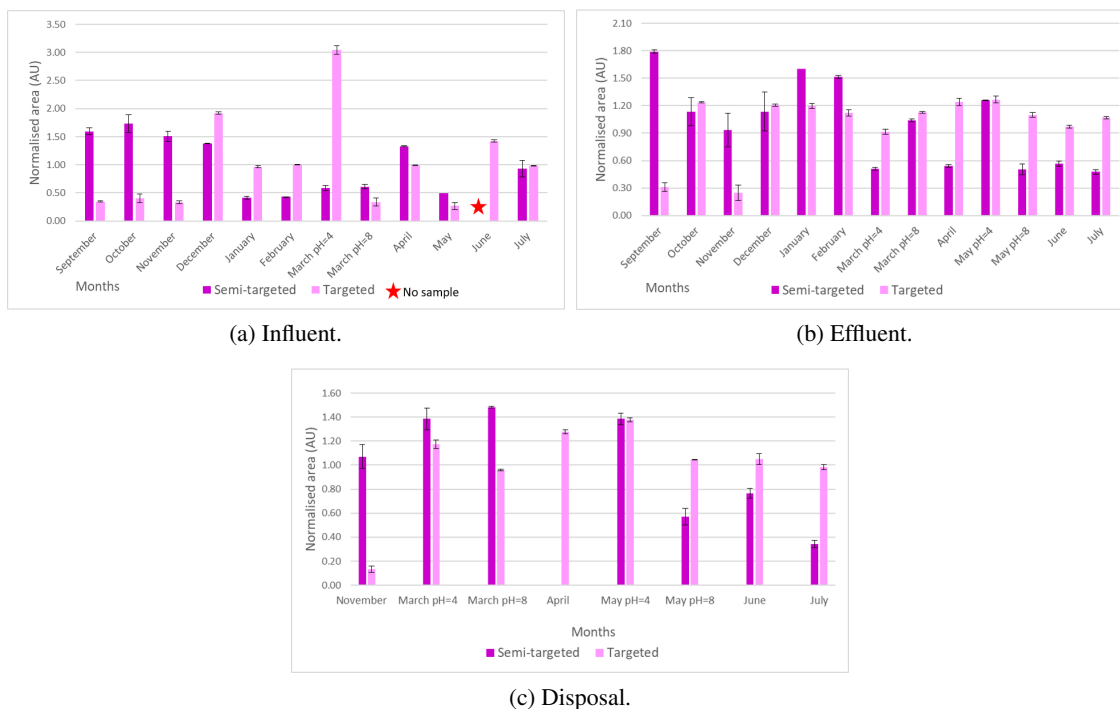 Normalised area (AU)
3.50
3.00
2.50
2.00
1.50
1.00
0.50
0.00
September
October
November
December
January
February
March pH=4
March pH=8
April
May
June
July
Months
Semi-targeted
Targeted
No sample
(a) Influent.
Normalised area (AU)
2.10
1.80
1.50
1.20
0.90
0.60
0.30
0.00
September
October
November
December
January
February
March pH=4
March pH=8
April
May pH=4
May pH=8
June
July
Months
Semi-targeted
Targeted
(b) Effluent.
Normalised area (AU)
1.60
1.40
1.20
1.00
0.80
0.60
0.40
0.20
0.00
November
March pH=4
March pH=8
April
May pH=4
May pH=8
June
July
Months
Semi-targeted
Targeted
(c) Disposal.